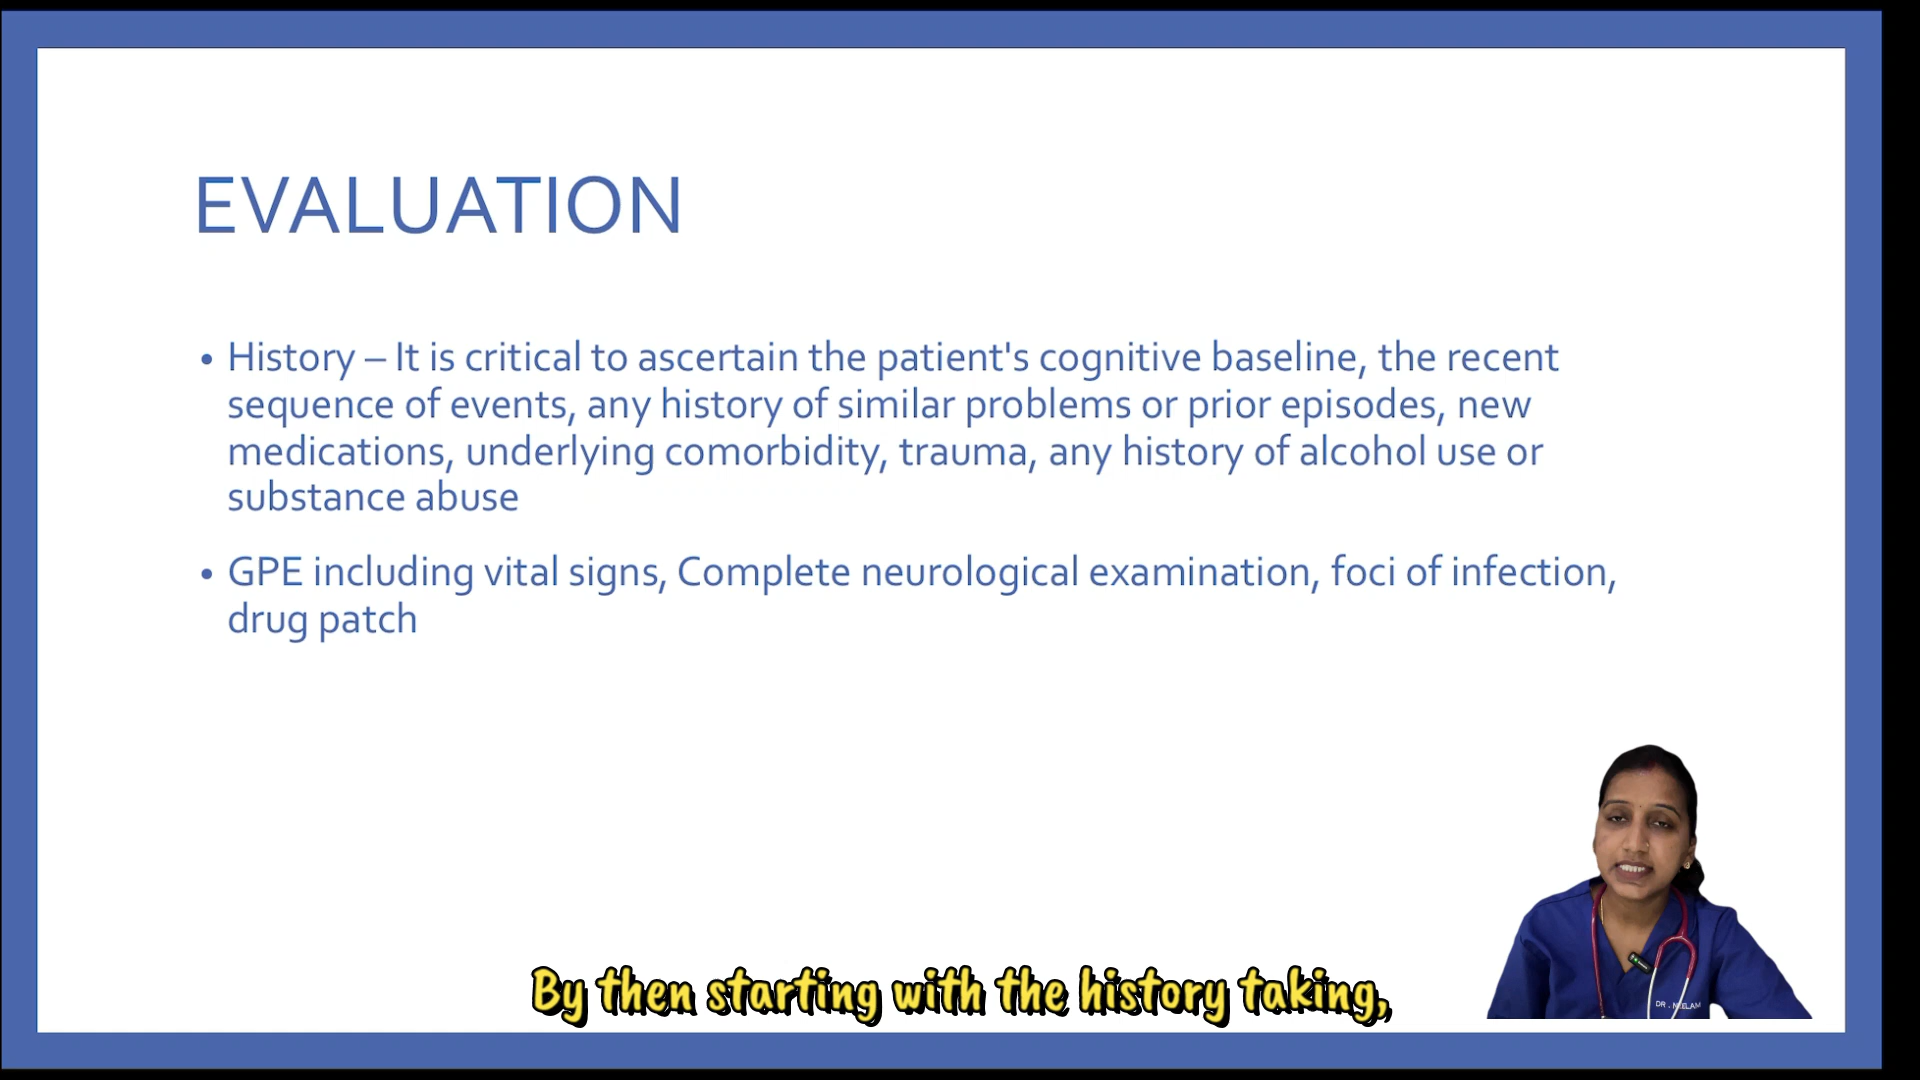 EVALUATION
• History – It is critical to ascertain the patient's cognitive baseline, the recent
sequence of events, any history of similar problems or prior episodes, new
medications, underlying comorbidity, trauma, any history of alcohol use or
substance abuse
• GPE including vital signs, Complete neurological examination, foci of infection,
drug patch
DR. NEELAM
By then starting with the history taking,